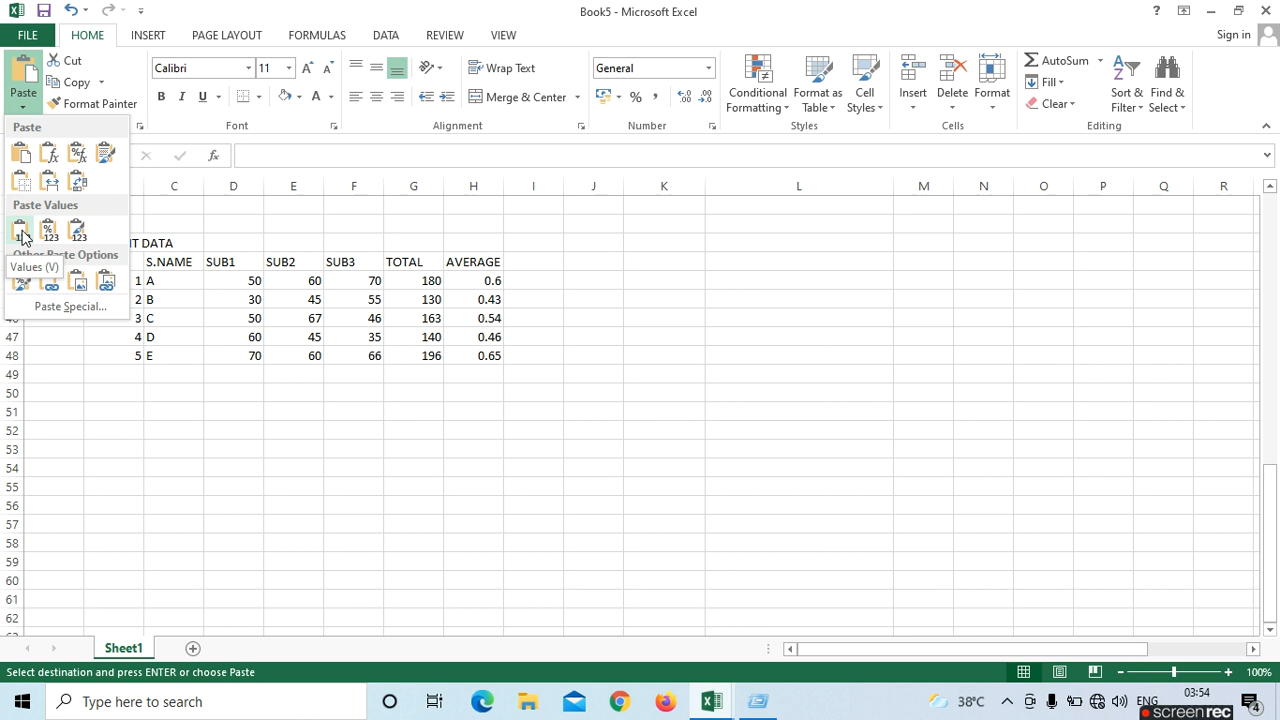 Book5 - Microsoft Excel
FILE HOME INSERT PAGE LAYOUT FORMULAS DATA REVIEW VIEW Sign in
Paste
Cut
Copy
Format Painter
Calibri 11
B I U A
Wrap Text
Merge & Center
General
% ,
Conditional Formatting
Format as Table
Cell Styles
Insert
Delete
Format
AutoSum
Fill
Clear
Sort & Filter
Find & Select
Font Alignment Number Styles Cells Editing
Paste
fx
Paste Values
Values (V)
Other Paste Options
Paste Special...
C D E F G H I J K L M N O P Q R
T DATA
S.NAME SUB1 SUB2 SUB3 TOTAL AVERAGE
1 A 50 60 70 180 0.6
2 B 30 45 55 130 0.43
3 C 50 67 46 163 0.54
47 4 D 60 45 35 140 0.46
48 5 E 70 60 66 196 0.65
49
50
51
52
53
54
55
56
57
58
59
60
61
62
Sheet1
Select destination and press ENTER or choose Paste
100%
Type here to search
38°C
ENG
03:54
4
screenrec